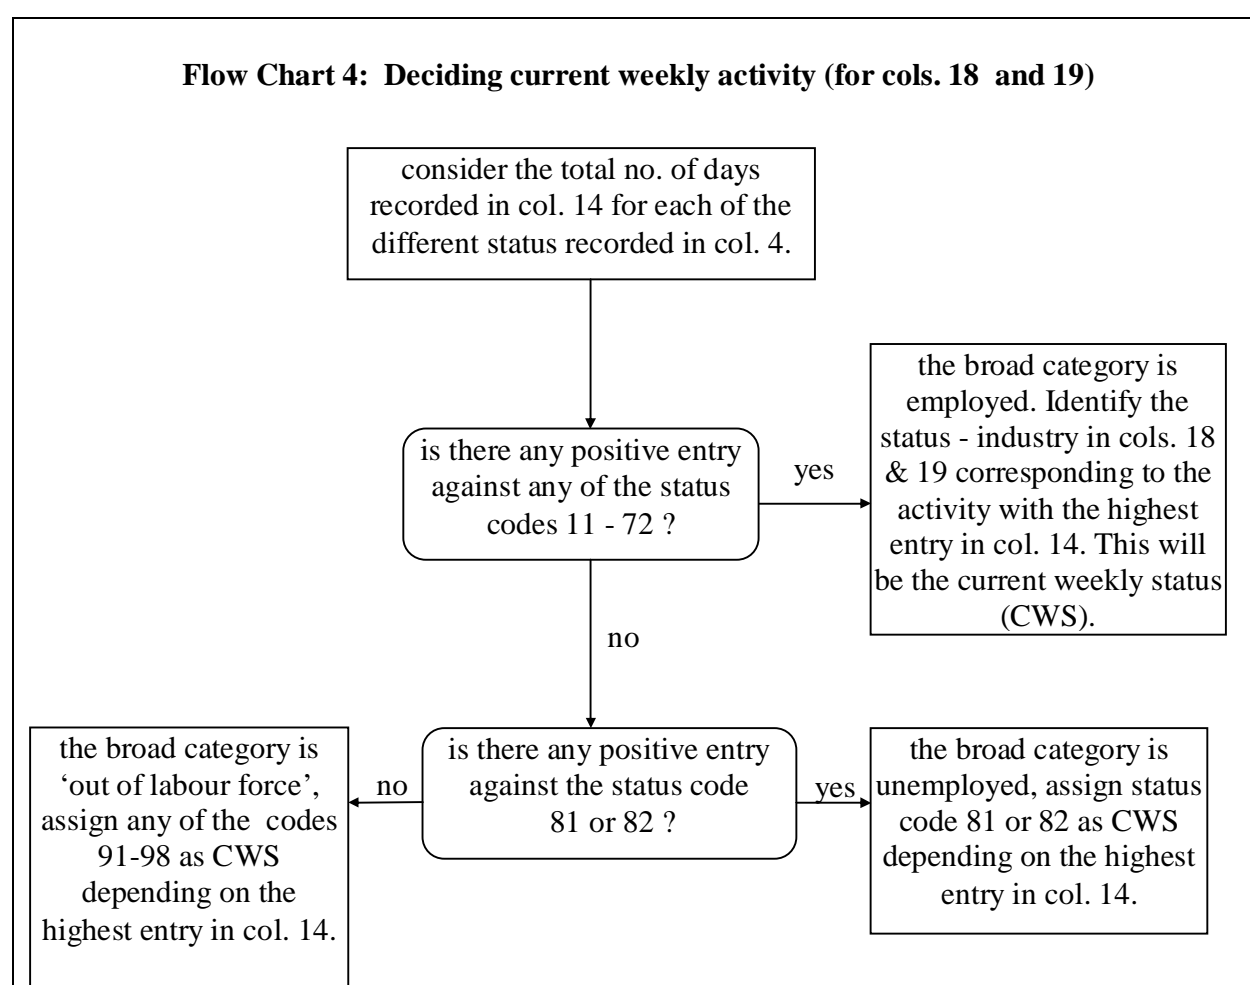 Flow Chart 4:  Deciding current weekly activity (for cols. 18  and 19)
consider the total no. of days
recorded in col. 14 for each of the
different status recorded in col. 4.
the broad category is
employed. Identify the
status - industry in cols. 18
& 19 corresponding to the
activity with the highest
entry in col. 14. This will
be the current weekly status
(CWS).
is there any positive entry
against any of the status
codes 11 - 72 ?
yes
no
the broad category is
‘out of labour force’,
assign any of the  codes
91-98 as CWS
depending on the
highest entry in col. 14.
no
is there any positive entry
against the status code
81 or 82 ?
yes
the broad category is
unemployed, assign status
code 81 or 82 as CWS
depending on the highest
entry in col. 14.